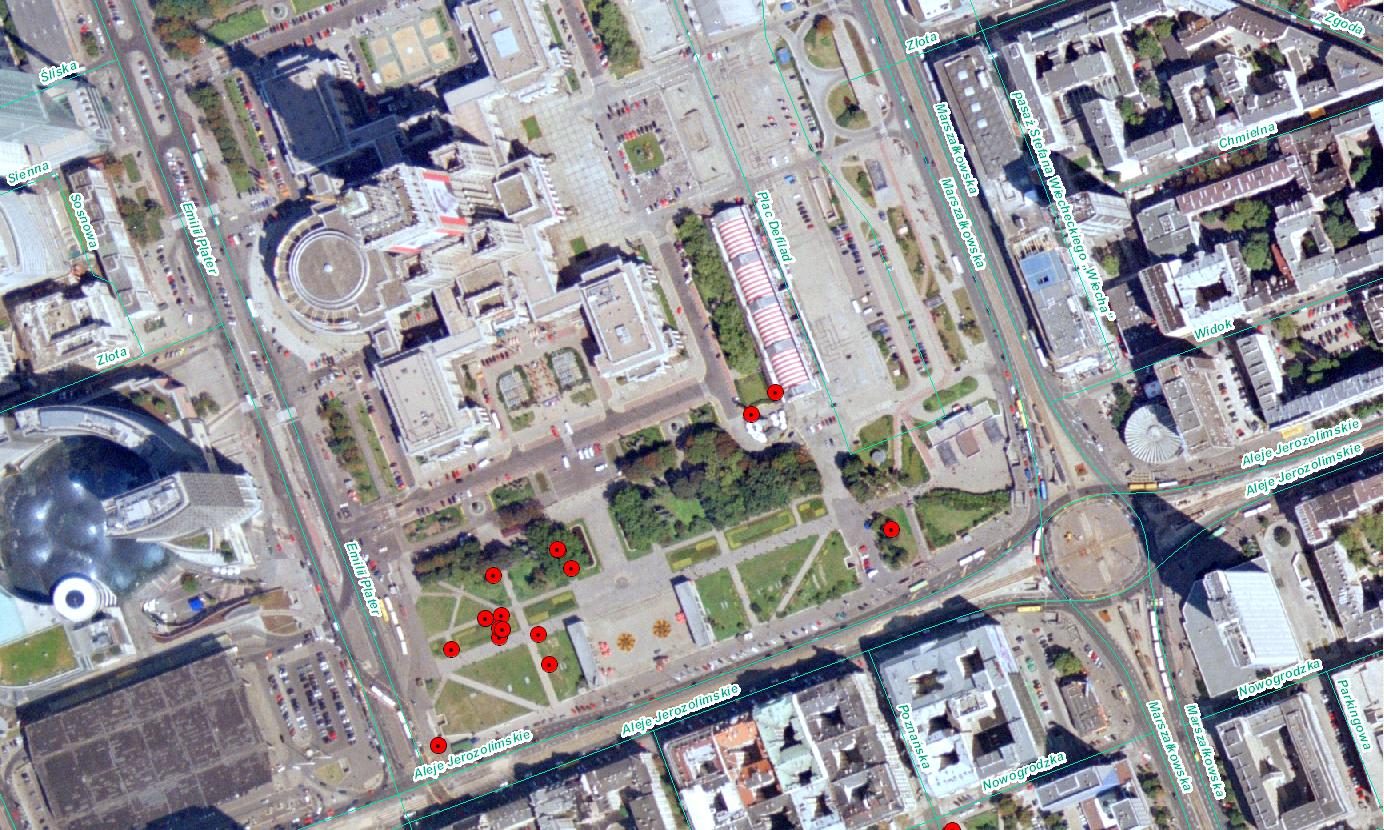 Zgoda
Złota
Śliska
Marszałkowska
pasaż Stefana Wiecheckiego „Wiecha”
Chmielna
Sienna
Sosnowa
Emilii Plater
Plac Defilad
Marszałkowska
Złota
Widok
Aleje Jerozolimskie
Aleje Jerozolimskie
Emilii Plater
Nowogrodzka
Parkingowa
Aleje Jerozolimskie
Poznańska
Marszałkowska
Marszałkowska
Aleje Jerozolimskie
Nowogrodzka